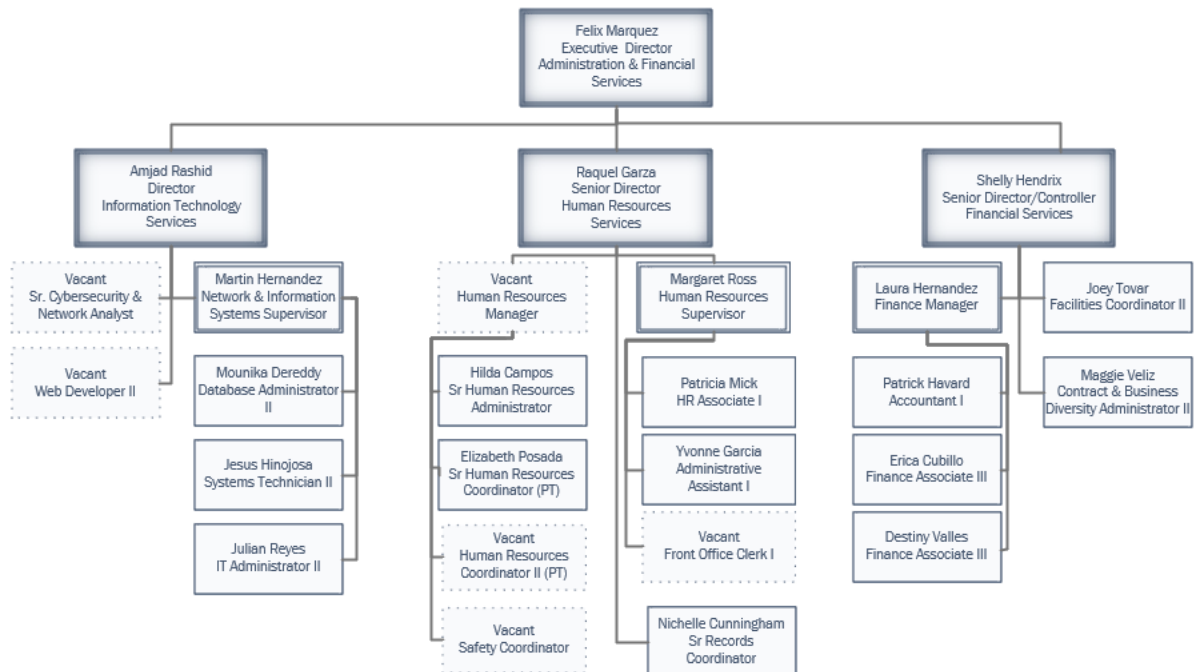 Felix Marquez
Executive Director
Administration & Financial
Services
Amjad Rashid
Director
Information Technology
Services
Raquel Garza
Senior Director
Human Resources
Services
Shelly Hendrix
Senior Director/Controller
Financial Services
Vacant
Sr. Cybersecurity &
Network Analyst
Vacant
Web Developer II
Martin Hernandez
Network & Information
Systems Supervisor
Mounika Dereddy
Database Administrator
II
Jesus Hinojosa
Systems Technician II
Julian Reyes
IT Administrator II
Vacant
Human Resources
Manager
Hilda Campos
Sr Human Resources
Administrator
Elizabeth Posada
Sr Human Resources
Coordinator (PT)
Vacant
Human Resources
Coordinator II (PT)
Vacant
Safety Coordinator
Margaret Ross
Human Resources
Supervisor
Patricia Mick
HR Associate I
Yvonne Garcia
Administrative
Assistant I
Vacant
Front Office Clerk I
Nichelle Cunningham
Sr Records
Coordinator
Laura Hernandez
Finance Manager
Patrick Havard
Accountant I
Erica Cubillo
Finance Associate III
Destiny Valles
Finance Associate III
Joey Tovar
Facilities Coordinator II
Maggie Veliz
Contract & Business
Diversity Administrator II